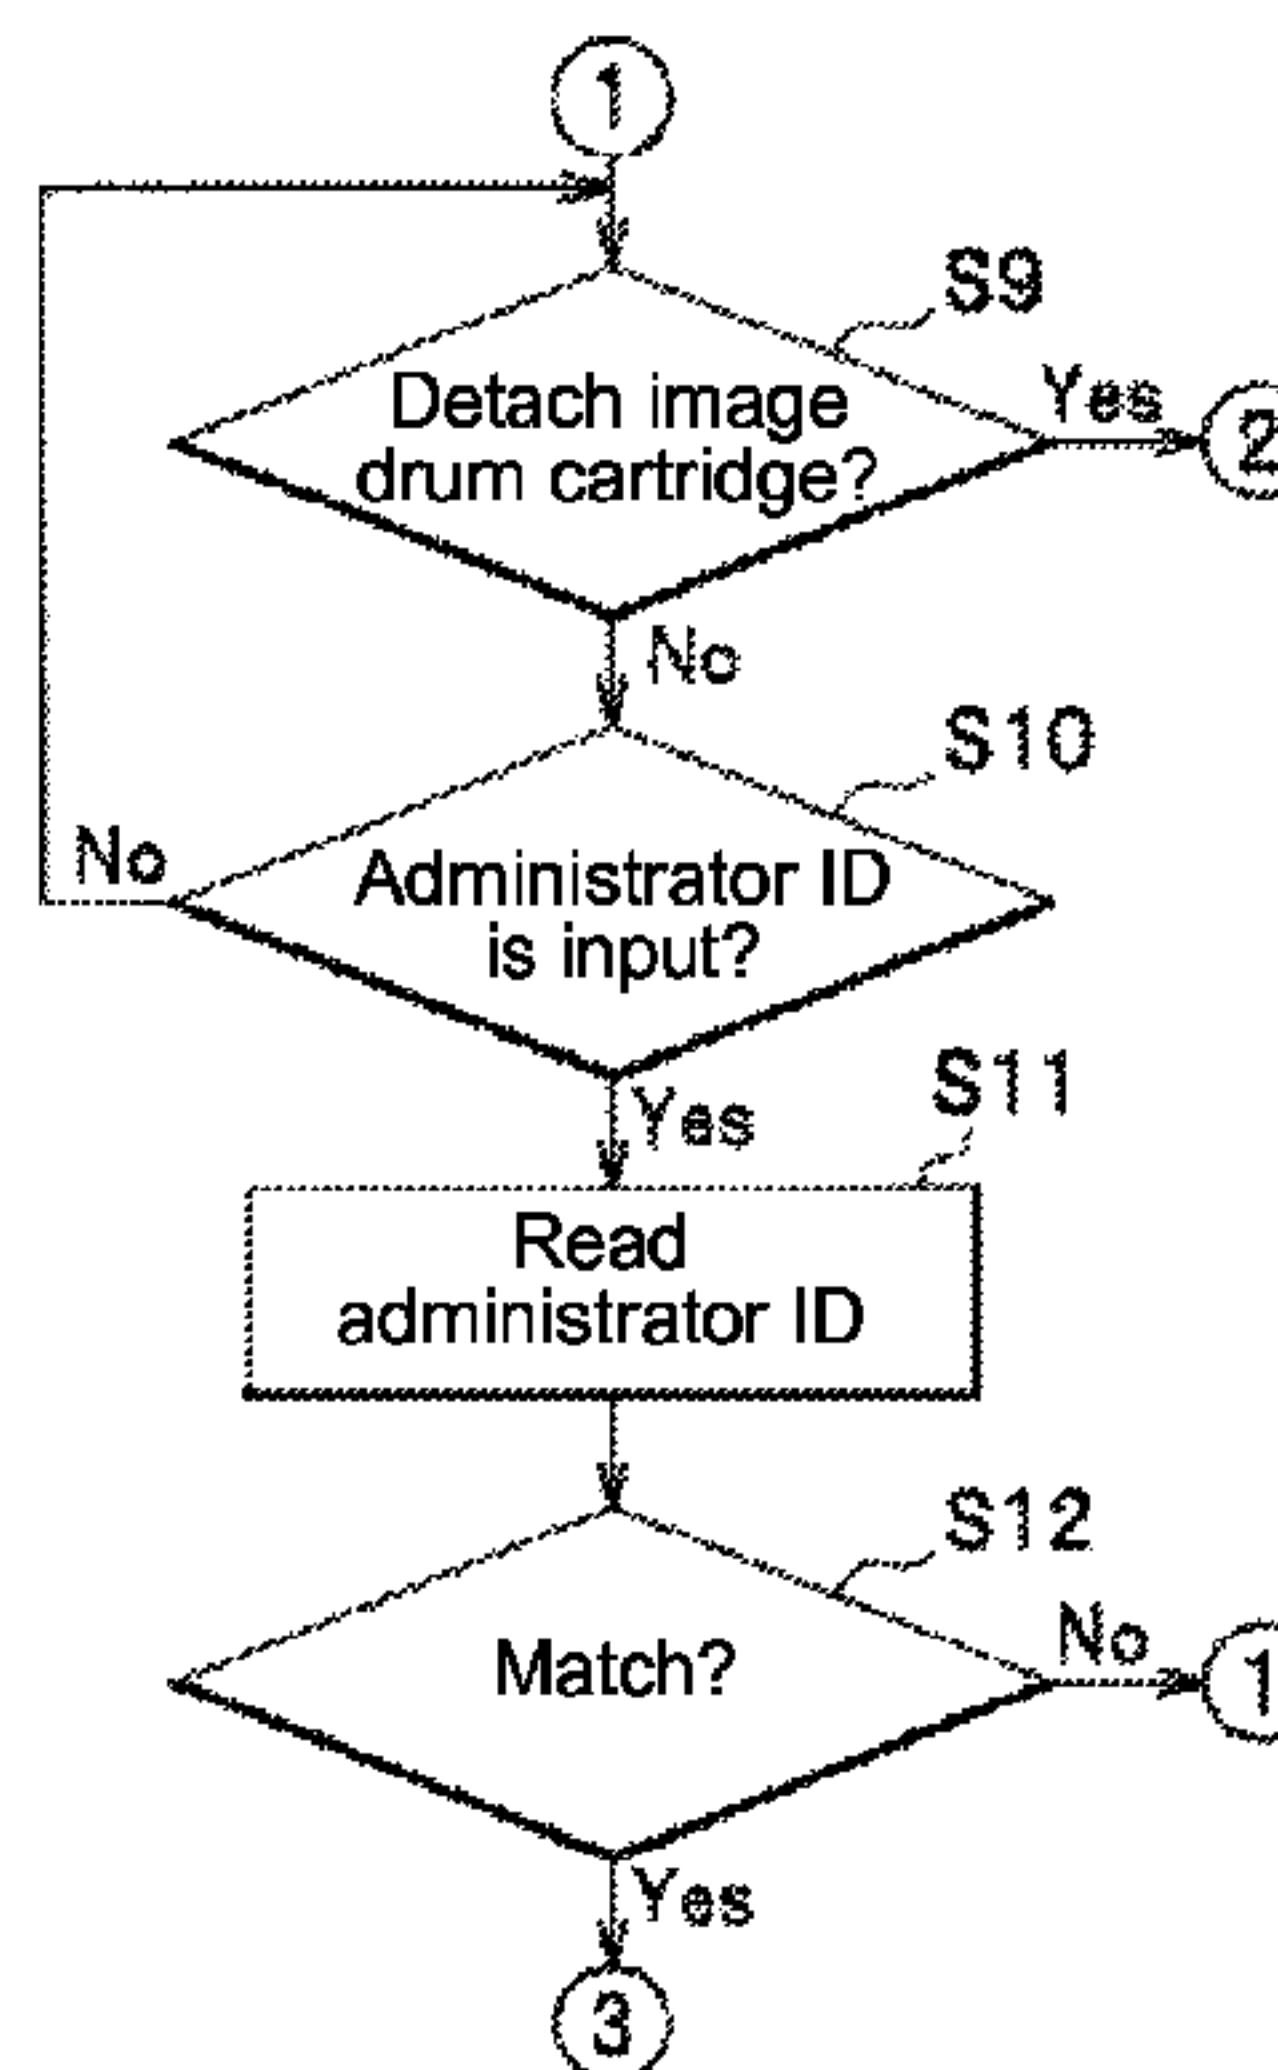 1
S9
Detach image
drum cartridge?
Yes
2
No
S10
No
Administrator ID
is input?
Yes
S11
Read
administrator ID
S12
Match?
No
1
Yes
3